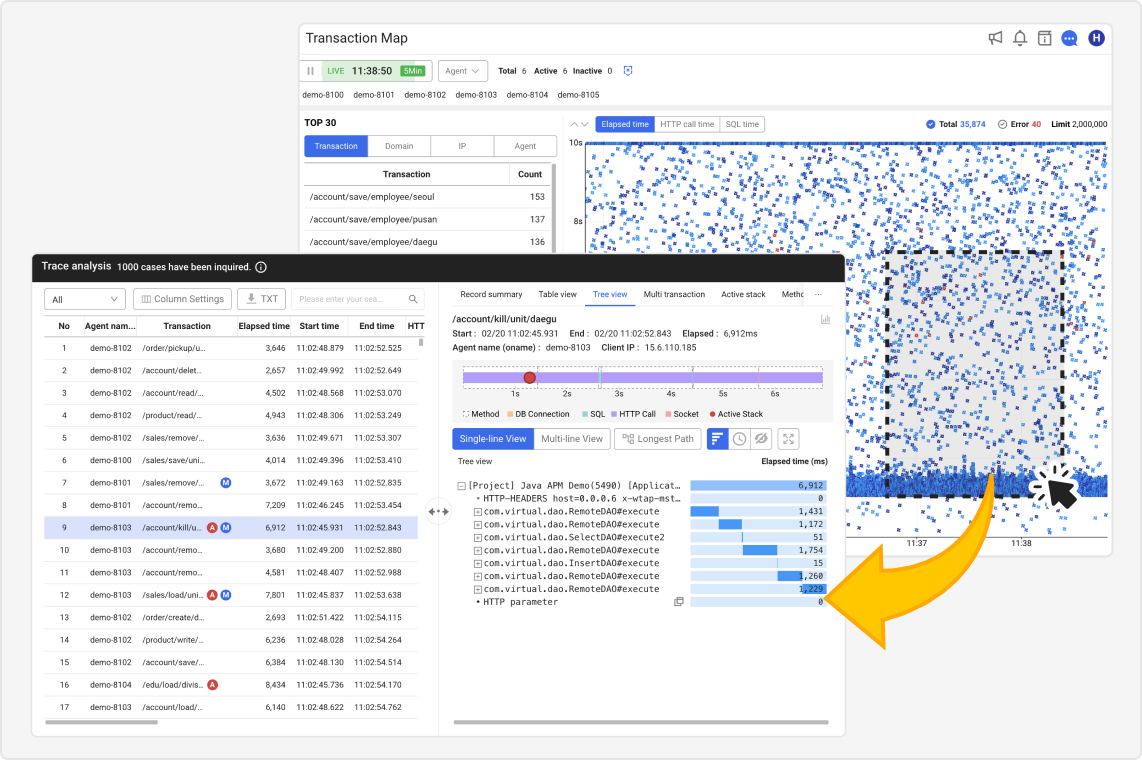 Transaction Map
H
LIVE 11:38:50 5Min Agent Total 6 Active 6 Inactive 0
demo-8100 demo-8101 demo-8102 demo-8103 demo-8104 demo-8105
TOP 30
Elapsed time HTTP call time SQL time Total 35,874 Error 40 Limit 2,000,000
Transaction Domain IP Agent
10s
Transaction Count
/account/save/employee/seoul 153
/account/save/employee/pusan 137
8s
/account/save/employee/daegu 136
11:37 11:38
Trace analysis 1000 cases have been inquired.
All Column Settings TXT Please enter your sea...
No Agent nam... Transaction Elapsed time Start time End time HTT
1 demo-8102 /order/pickup/u... 3,646 11:02:48.879 11:02:52.525
2 demo-8102 /account/delet... 2,657 11:02:49.992 11:02:52.649
3 demo-8102 /account/read/... 4,502 11:02:48.568 11:02:53.070
4 demo-8102 /product/read/... 4,943 11:02:48.306 11:02:53.249
5 demo-8102 /sales/remove/... 3,636 11:02:49.671 11:02:53.307
6 demo-8100 /sales/save/uni... 4,014 11:02:49.396 11:02:53.410
7 demo-8101 /sales/remove/... M 3,672 11:02:49.163 11:02:52.835
8 demo-8101 /account/remo... 7,209 11:02:46.245 11:02:53.454
9 demo-8103 /account/kill/u... A M 6,912 11:02:45.931 11:02:52.843
10 demo-8103 /account/remo... 3,680 11:02:49.200 11:02:52.880
11 demo-8103 /account/remo... 4,581 11:02:48.407 11:02:52.988
12 demo-8103 /sales/load/uni... A M 7,801 11:02:45.837 11:02:53.638
13 demo-8102 /order/create/d... 2,693 11:02:51.422 11:02:54.115
14 demo-8102 /product/write/... 6,236 11:02:48.028 11:02:54.264
15 demo-8102 /account/save/... 6,384 11:02:48.130 11:02:54.514
16 demo-8104 /edu/load/divis... A 8,434 11:02:45.736 11:02:54.170
17 demo-8103 /account/load/... 6,140 11:02:48.622 11:02:54.762
Record summary Table view Tree view Multi transaction Active stack Metho ...
/account/kill/unit/daegu
Start : 02/20 11:02:45.931 End : 02/20 11:02:52.843 Elapsed : 6,912ms
Agent name (oname) : demo-8103 Client IP : 15.6.110.185
1s 2s 3s 4s 5s 6s
Method DB Connection SQL HTTP Call Socket Active Stack
Single-line View Multi-line View Longest Path
Tree view Elapsed time (ms)
[Project] Java APM Demo(5490) [Applicat... 6,912
HTTP-HEADERS host=0.0.0.6 x-wtap-mst... 0
com.virtual.dao.RemoteDAO#execute 1,431
com.virtual.dao.RemoteDAO#execute 1,172
com.virtual.dao.SelectDAO#execute2 51
com.virtual.dao.RemoteDAO#execute 1,754
com.virtual.dao.InsertDAO#execute 15
com.virtual.dao.RemoteDAO#execute 1,260
com.virtual.dao.RemoteDAO#execute 1,229
HTTP parameter 0